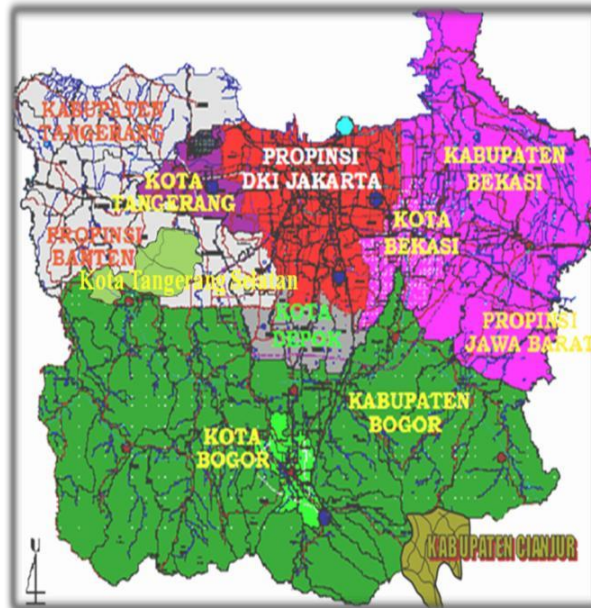 KABUPATEN
TANGERANG
PROPINSI
DKI JAKARTA
KABUPATEN
BEKASI
KOTA
TANGERANG
KOTA
BEKASI
PROPINSI
BANTEN
Kota Tangerang Selatan
KOTA
DEPOK
PROPINSI
JAWA BARAT
KABUPATEN
BOGOR
KOTA
BOGOR
KABUPATEN CIANJUR